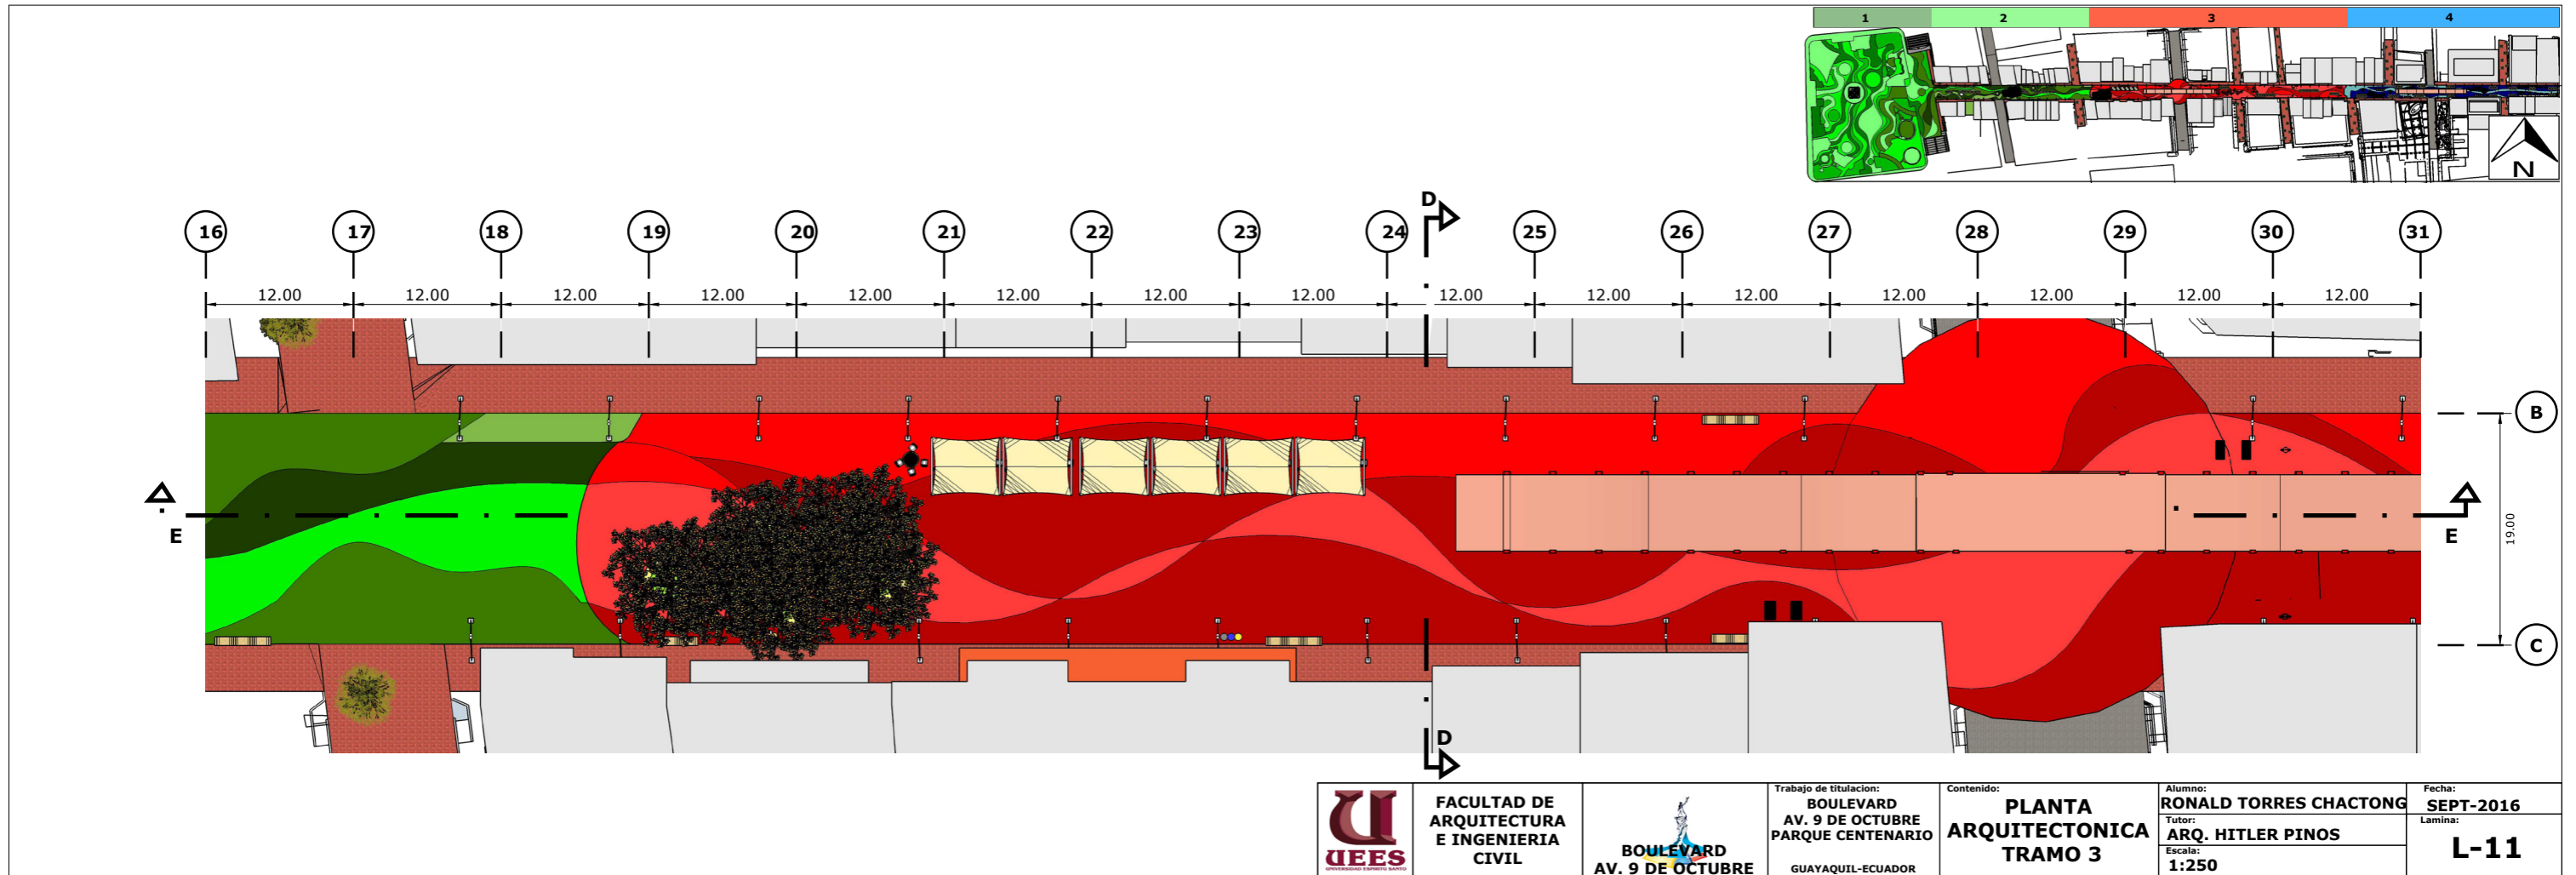 1 2 3 4
N
D
16 17 18 19 20 21 22 23 24 25 26 27 28 29 30 31
12.00 12.00 12.00 12.00 12.00 12.00 12.00 12.00 12.00 12.00 12.00 12.00 12.00 12.00 12.00
B
E
E
19.00
C
D
UEES
UNIVERSIDAD ESPIRITU SANTO
FACULTAD DE
ARQUITECTURA
E INGENIERIA
CIVIL
BOULEVARD
AV. 9 DE OCTUBRE
Trabajo de titulacion:
BOULEVARD
AV. 9 DE OCTUBRE
PARQUE CENTENARIO
GUAYAQUIL-ECUADOR
Contenido:
PLANTA
ARQUITECTONICA
TRAMO 3
Alumno:
RONALD TORRES CHACTONG
Tutor:
ARQ. HITLER PINOS
Escala:
1:250
Fecha:
SEPT-2016
Lamina:
L-11